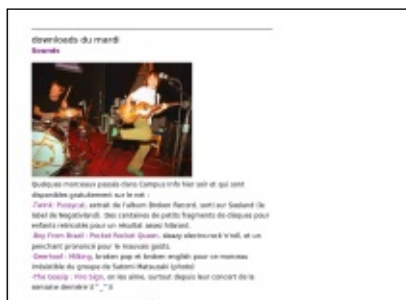 downloads du mardi
Sounds
Quelques morceaux passés dans Campus Info hier soir et qui sont
disponibles gratuitement sur le net :
-Twink: Pussycat, extrait de l'album Broken Record, sorti sur Seeland (le
label de Negativland). Des centaines de petits fragments de disques pour
enfants retricotés pour un résultat assez hilarant.
-Boy From Brazil : Pocket Rocket Queen, sleazy electro-rock'n'roll, et un
penchant prononcé pour le mauvais goût.
-Deerhoof : Milking, broken pop et broken english pour ce morceau
irrésistible du groupe de Satomi Matsuzaki (photo)
-The Gossip : Fire Sign, on les aime, surtout depuis leur concert de la
semaine dernière